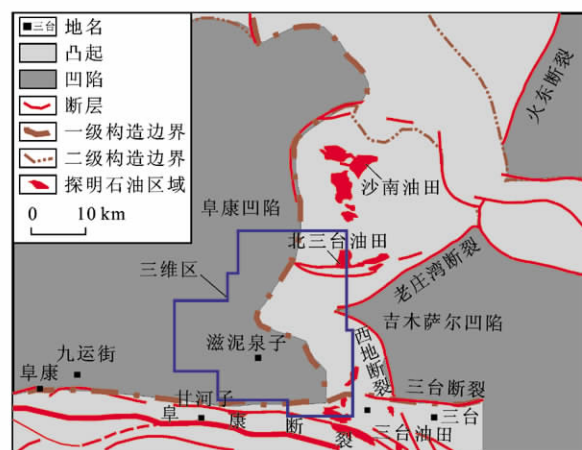 三台 地名
凸起
凹陷
断层
一级构造边界
二级构造边界
探明石油区域
0 10 km
火东断裂
沙南油田
阜康凹陷
北三台油田
三维区
老庄湾断裂
吉木萨尔凹陷
滋泥泉子
西地断裂
九运街
阜康
三台断裂
甘河子
阜康断裂
三台
三台油田